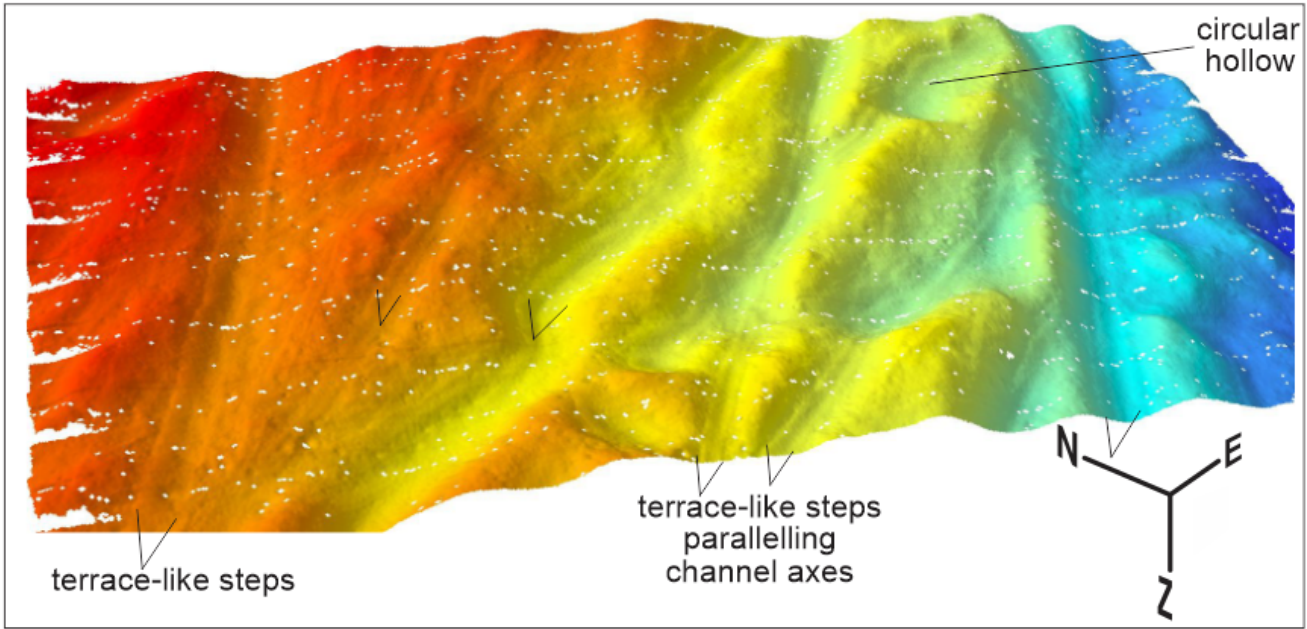 circular
hollow
N
E
terrace-like steps
parallelling
channel axes
terrace-like steps
Z